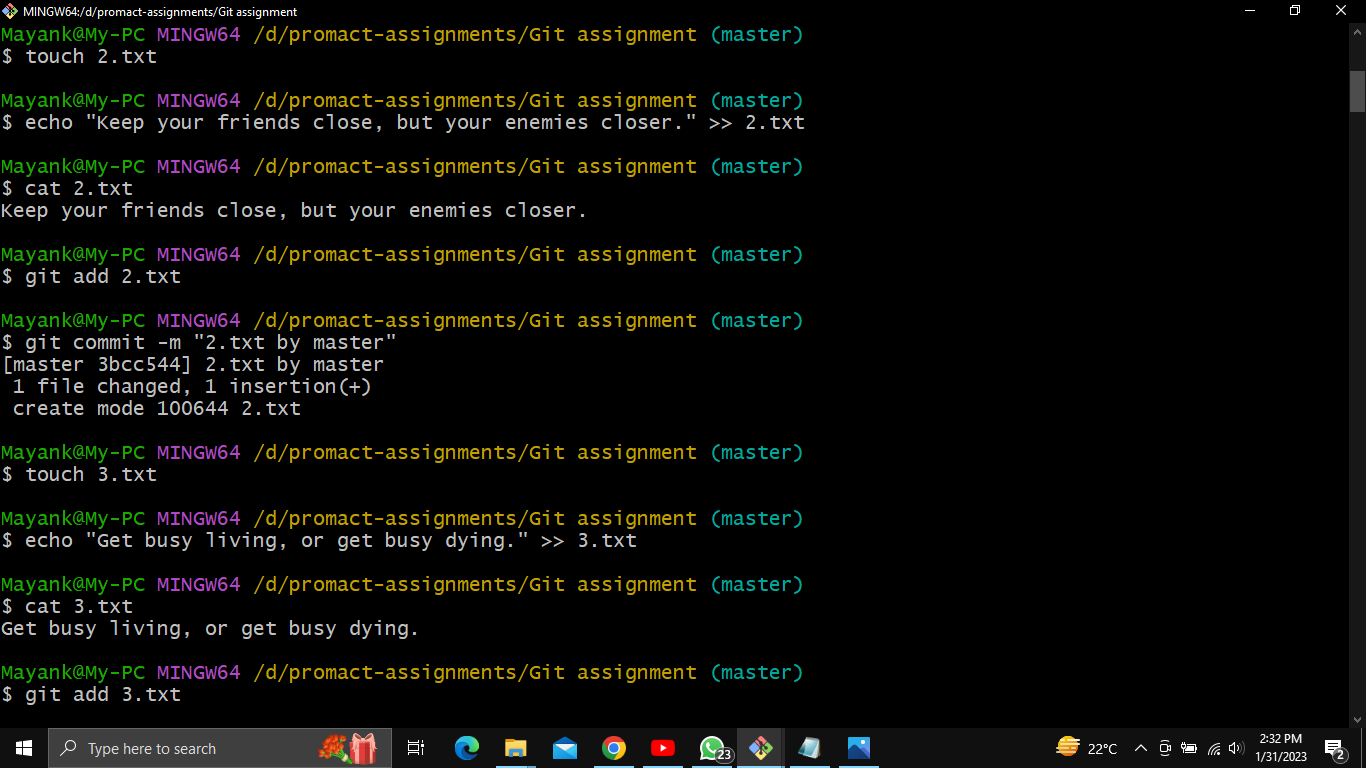 MINGW64:/d/promact-assignments/Git assignment
Mayank@My-PC MINGW64 /d/promact-assignments/Git assignment (master)
$ touch 2.txt
Mayank@My-PC MINGW64 /d/promact-assignments/Git assignment (master)
$ echo "Keep your friends close, but your enemies closer." >> 2.txt
Mayank@My-PC MINGW64 /d/promact-assignments/Git assignment (master)
$ cat 2.txt
Keep your friends close, but your enemies closer.
Mayank@My-PC MINGW64 /d/promact-assignments/Git assignment (master)
$ git add 2.txt
Mayank@My-PC MINGW64 /d/promact-assignments/Git assignment (master)
$ git commit -m "2.txt by master"
[master 3bcc544] 2.txt by master
 1 file changed, 1 insertion(+)
 create mode 100644 2.txt
Mayank@My-PC MINGW64 /d/promact-assignments/Git assignment (master)
$ touch 3.txt
Mayank@My-PC MINGW64 /d/promact-assignments/Git assignment (master)
$ echo "Get busy living, or get busy dying." >> 3.txt
Mayank@My-PC MINGW64 /d/promact-assignments/Git assignment (master)
$ cat 3.txt
Get busy living, or get busy dying.
Mayank@My-PC MINGW64 /d/promact-assignments/Git assignment (master)
$ git add 3.txt
Type here to search
23
22°C
2:32 PM
1/31/2023
2